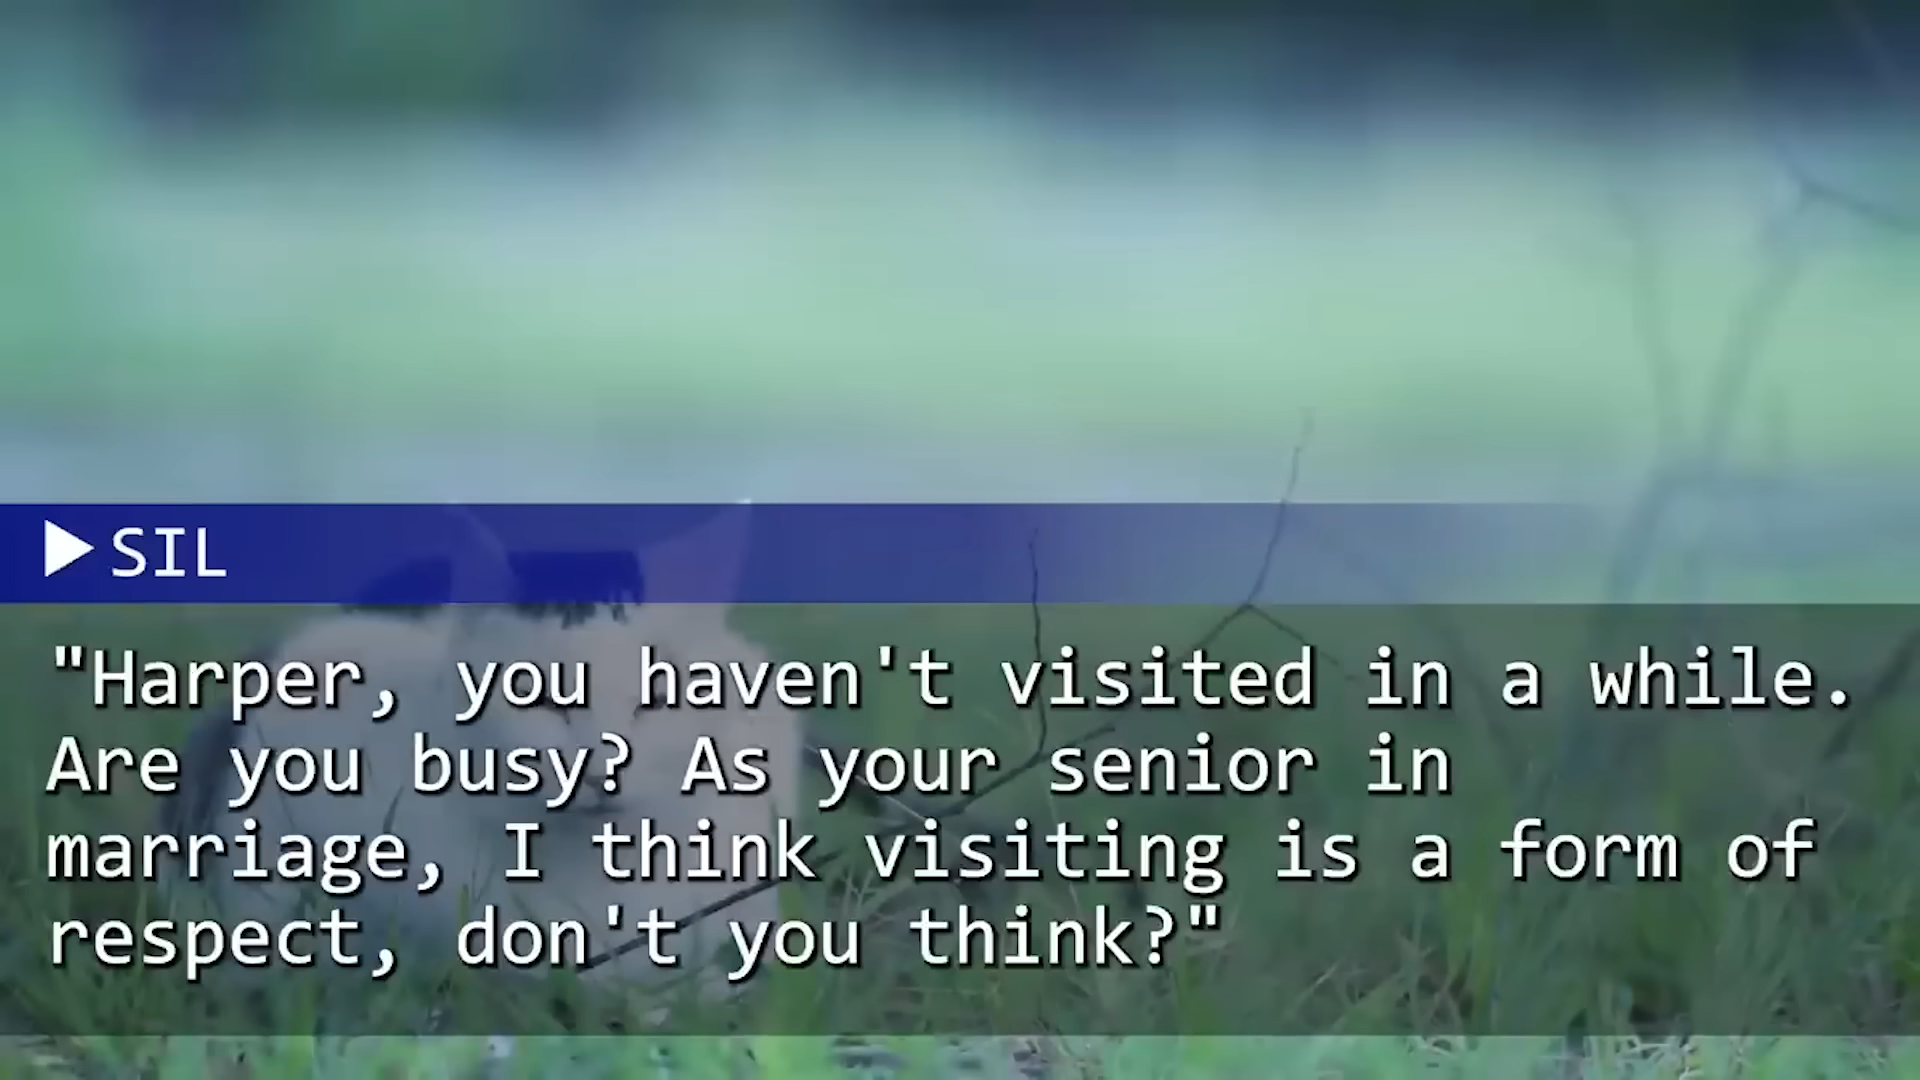 ▶SIL
"Harper, you haven't visited in a while.
Are you busy? As your senior in
marriage, I think visiting is a form of
respect, don't you think?"